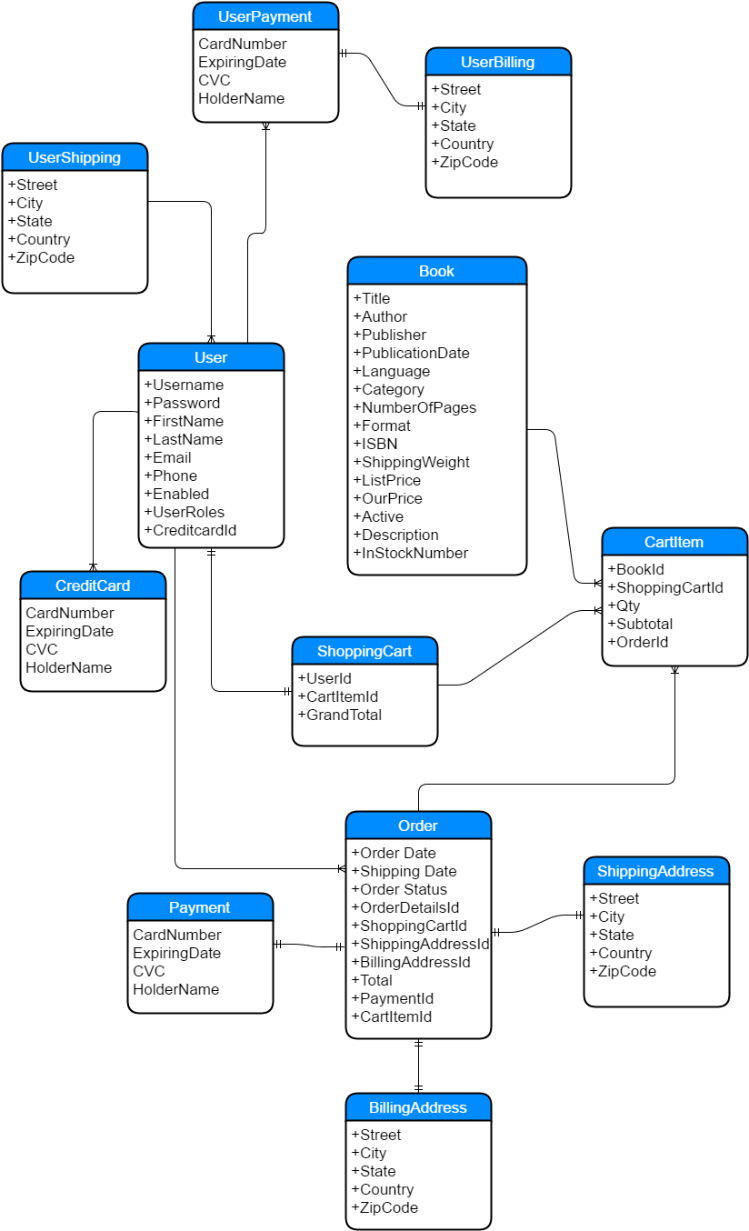 UserPayment
CardNumber
ExpiringDate
CVC
HolderName
UserBilling
+Street
+City
+State
+Country
+ZipCode
UserShipping
+Street
+City
+State
+Country
+ZipCode
Book
+Title
+Author
+Publisher
+PublicationDate
+Language
+Category
+NumberOfPages
+Format
+ISBN
+ShippingWeight
+ListPrice
+OurPrice
+Active
+Description
+InStockNumber
User
+Username
+Password
+FirstName
+LastName
+Email
+Phone
+Enabled
+UserRoles
+CreditcardId
CartItem
+BookId
+ShoppingCartId
+Qty
+Subtotal
+OrderId
CreditCard
CardNumber
ExpiringDate
CVC
HolderName
ShoppingCart
+UserId
+CartItemId
+GrandTotal
Order
+Order Date
+Shipping Date
+Order Status
+OrderDetailsId
+ShoppingCartId
+ShippingAddressId
+BillingAddressId
+Total
+PaymentId
+CartItemId
ShippingAddress
+Street
+City
+State
+Country
+ZipCode
Payment
CardNumber
ExpiringDate
CVC
HolderName
BillingAddress
+Street
+City
+State
+Country
+ZipCode